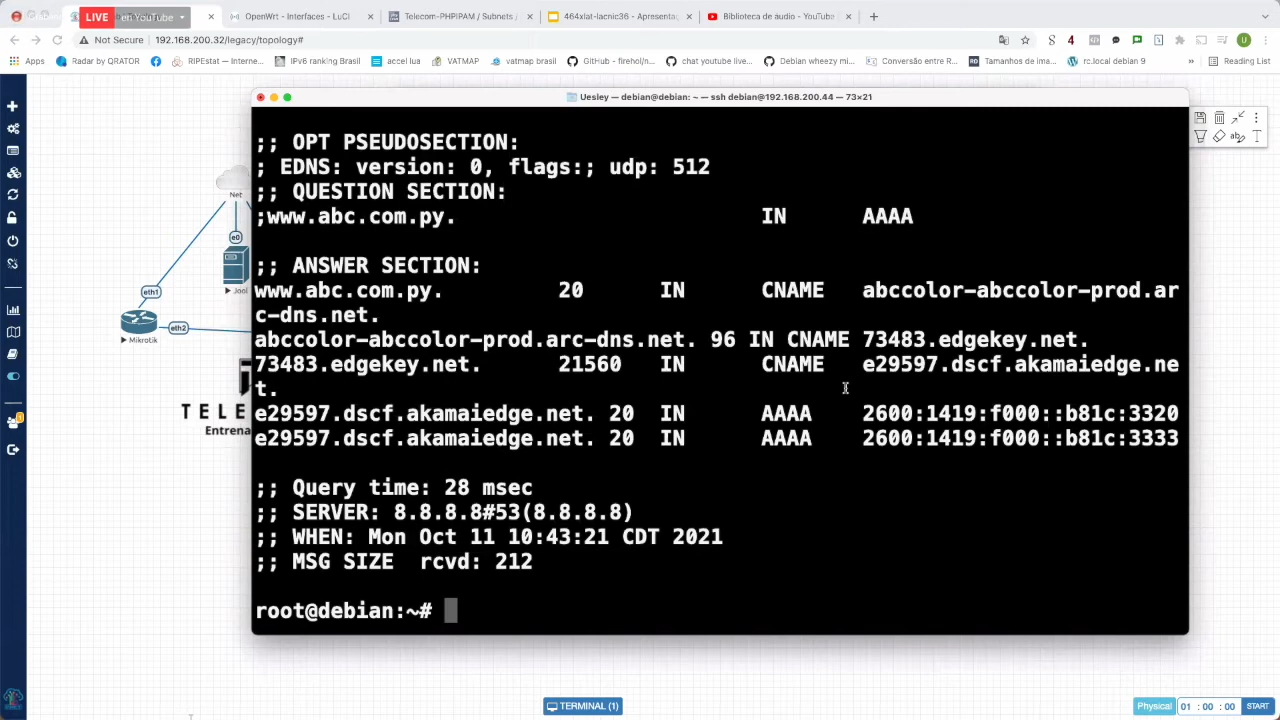 LIVE
en YouTube
OpenWrt - Interfaces - LuCI
Telecom-PHPIPAM / Subnet
464xlat-lacnic36 - Apresenta
Biblioteca de áudio - YouTube
Not Secure
192.168.200.32/legacy/topology#
Apps
Radar by QRATOR
RIPEstat — Interne...
IPv6 ranking Brasil
accel lua
VATMAP
vatmap brasil
GitHub - firehol/n...
chat youtube live...
Debian wheezy mi...
Conversão entre R...
Tamanhos de ima...
rc.local debian 9
»
Reading List
Uesley — debian@debian: ~ — ssh debian@192.168.200.44 — 73×21
;; OPT PSEUDOSECTION:
; EDNS: version: 0, flags:; udp: 512
;; QUESTION SECTION:
;www.abc.com.py. IN AAAA
;; ANSWER SECTION:
www.abc.com.py. 20 IN CNAME abccolor-abccolor-prod.ar
c-dns.net.
abccolor-abccolor-prod.arc-dns.net. 96 IN CNAME 73483.edgekey.net.
73483.edgekey.net. 21560 IN CNAME e29597.dscf.akamaiedge.ne
t.
e29597.dscf.akamaiedge.net. 20 IN AAAA 2600:1419:f000::b81c:3320
e29597.dscf.akamaiedge.net. 20 IN AAAA 2600:1419:f000::b81c:3333
;; Query time: 28 msec
;; SERVER: 8.8.8.8#53(8.8.8.8)
;; WHEN: Mon Oct 11 10:43:21 CDT 2021
;; MSG SIZE rcvd: 212
root@debian:~#
Net
e0
Jool
eth1
eth2
Mikrotik
TELE
Entrena
TERMINAL (1)
Physical
01 : 00 : 00
START